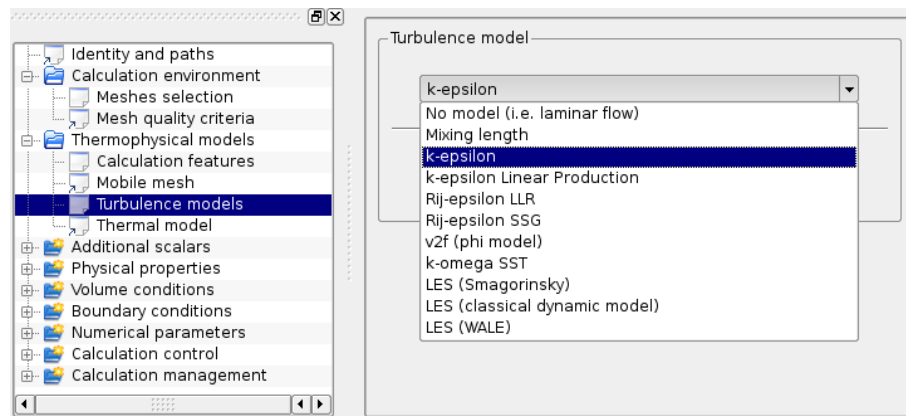 Identity and paths
Calculation environment
Meshes selection
Mesh quality criteria
Thermophysical models
Calculation features
Mobile mesh
Turbulence models
Thermal model
Additional scalars
Physical properties
Volume conditions
Boundary conditions
Numerical parameters
Calculation control
Calculation management
Turbulence model
k-epsilon
No model (i.e. laminar flow)
Mixing length
k-epsilon
k-epsilon Linear Production
Rij-epsilon LLR
Rij-epsilon SSG
v2f (phi model)
k-omega SST
LES (Smagorinsky)
LES (classical dynamic model)
LES (WALE)